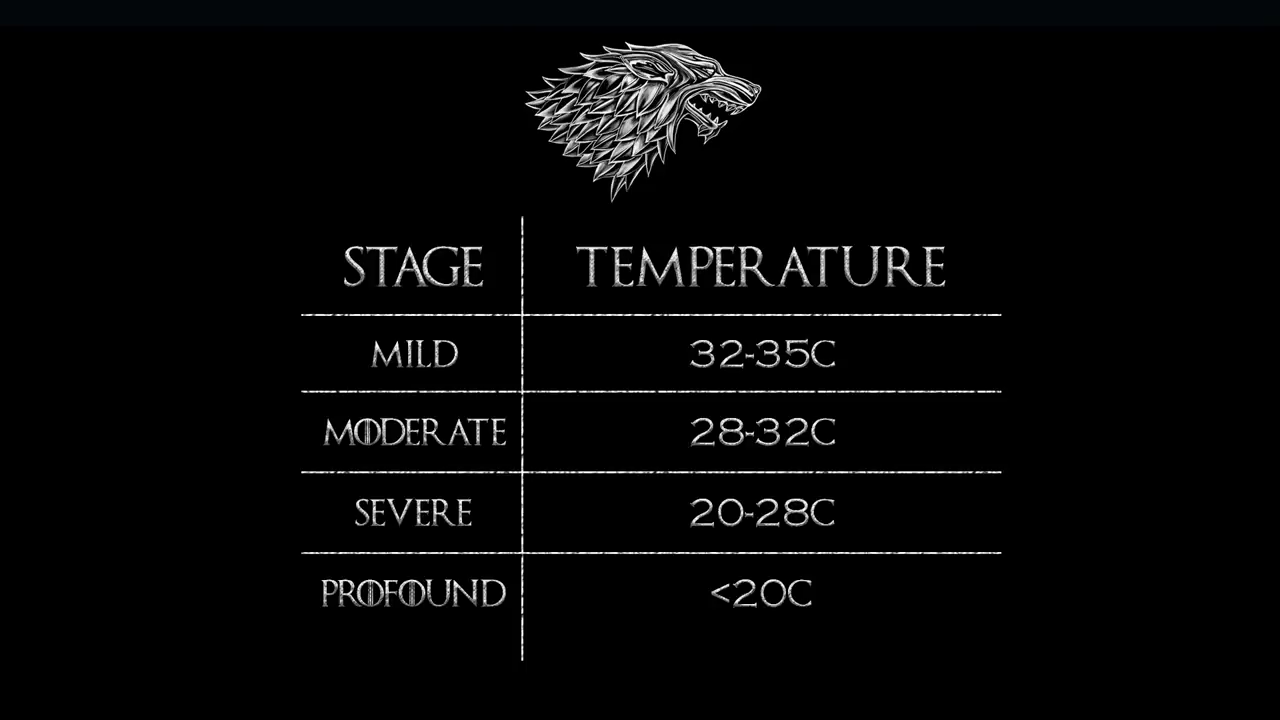 STAGE TEMPERATURE
MILD 32-35C
MODERATE 28-32C
SEVERE 20-28C
PROFOUND <20C